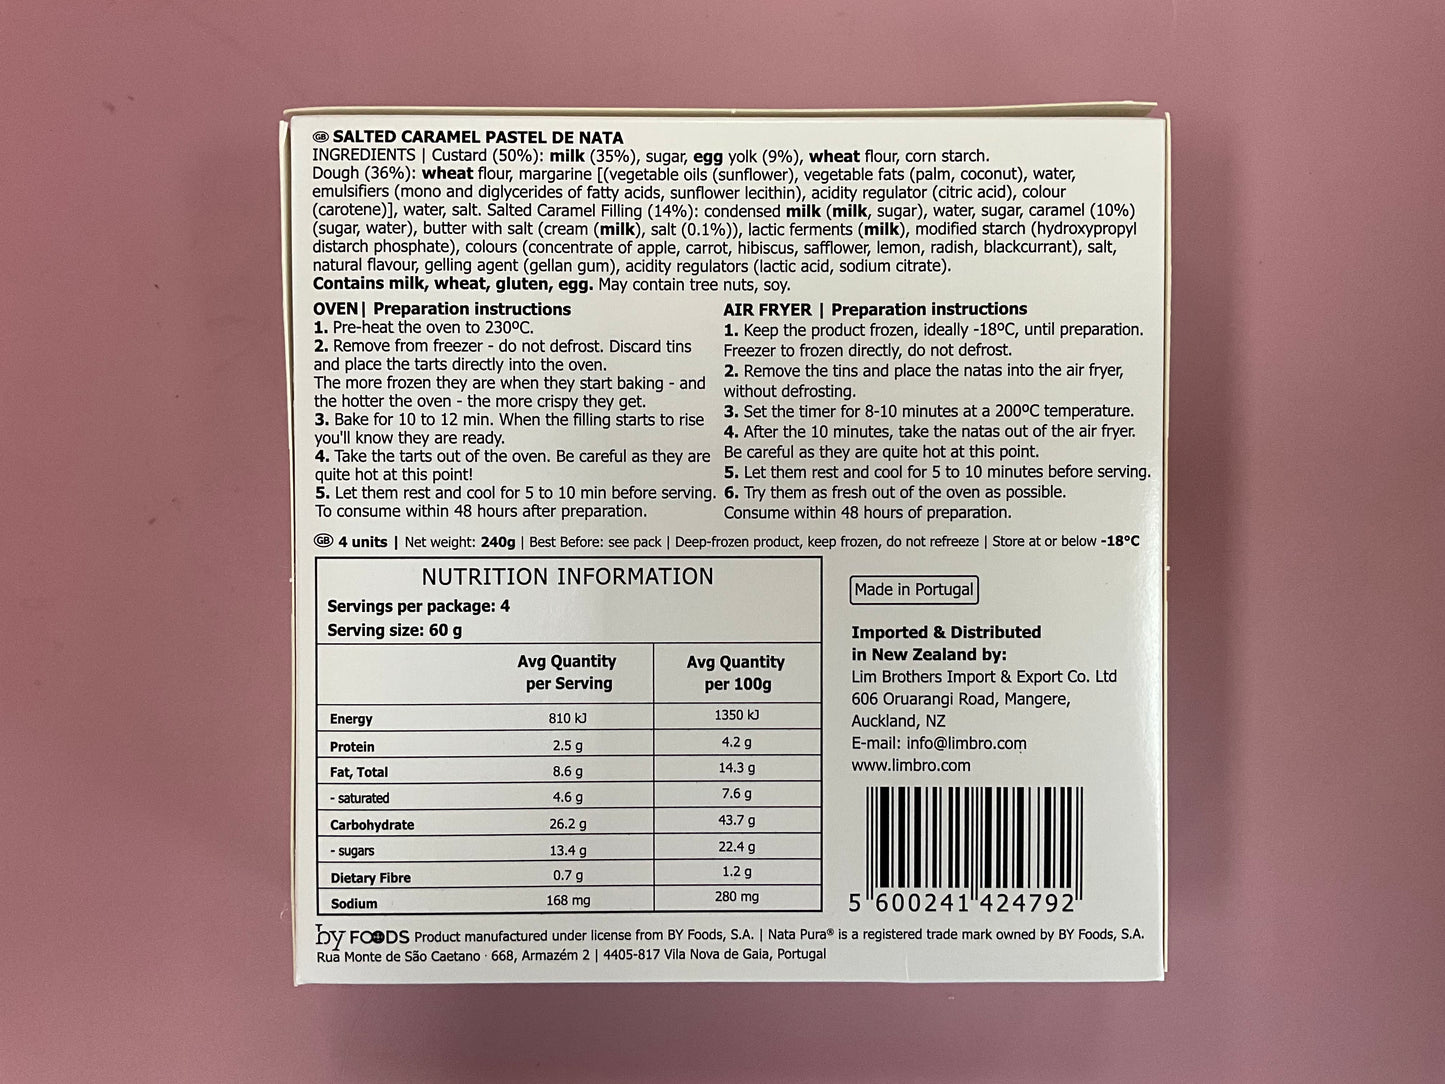 GB SALTED CARAMEL PASTEL DE NATA
INGREDIENTS | Custard (50%): milk (35%), sugar, egg yolk (9%), wheat flour, corn starch.
Dough (36%): wheat flour, margarine [(vegetable oils (sunflower), vegetable fats (palm, coconut), water,
emulsifiers (mono and diglycerides of fatty acids, sunflower lecithin), acidity regulator (citric acid), colour
(carotene)], water, salt. Salted Caramel Filling (14%): condensed milk (milk, sugar), water, sugar, caramel (10%)
(sugar, water), butter with salt (cream (milk), salt (0.1%)), lactic ferments (milk), modified starch (hydroxypropyl
distarch phosphate), colours (concentrate of apple, carrot, hibiscus, safflower, lemon, radish, blackcurrant), salt,
natural flavour, gelling agent (gellan gum), acidity regulators (lactic acid, sodium citrate).
Contains milk, wheat, gluten, egg. May contain tree nuts, soy.
OVEN | Preparation instructions
1. Pre-heat the oven to 230ºC.
2. Remove from freezer - do not defrost. Discard tins
and place the tarts directly into the oven.
The more frozen they are when they start baking - and
the hotter the oven - the more crispy they get.
3. Bake for 10 to 12 min. When the filling starts to rise
you'll know they are ready.
4. Take the tarts out of the oven. Be careful as they are
quite hot at this point!
5. Let them rest and cool for 5 to 10 min before serving.
To consume within 48 hours after preparation.
AIR FRYER | Preparation instructions
1. Keep the product frozen, ideally -18ºC, until preparation.
Freezer to frozen directly, do not defrost.
2. Remove the tins and place the natas into the air fryer,
without defrosting.
3. Set the timer for 8-10 minutes at a 200ºC temperature.
4. After the 10 minutes, take the natas out of the air fryer.
Be careful as they are quite hot at this point.
5. Let them rest and cool for 5 to 10 minutes before serving.
6. Try them as fresh out of the oven as possible.
Consume within 48 hours of preparation.
GB 4 units | Net weight: 240g | Best Before: see pack | Deep-frozen product, keep frozen, do not refreeze | Store at or below -18°C
NUTRITION INFORMATION
Servings per package: 4
Serving size: 60 g
Avg Quantity per Serving Avg Quantity per 100g
Energy 810 kJ 1350 kJ
Protein 2.5 g 4.2 g
Fat, Total 8.6 g 14.3 g
- saturated 4.6 g 7.6 g
Carbohydrate 26.2 g 43.7 g
- sugars 13.4 g 22.4 g
Dietary Fibre 0.7 g 1.2 g
Sodium 168 mg 280 mg
Made in Portugal
Imported & Distributed
in New Zealand by:
Lim Brothers Import & Export Co. Ltd
606 Oruarangi Road, Mangere,
Auckland, NZ
E-mail: info@limbro.com
www.limbro.com
5 600241 424792
by FOODS Product manufactured under license from BY Foods, S.A. | Nata Pura® is a registered trade mark owned by BY Foods, S.A.
Rua Monte de São Caetano · 668, Armazém 2 | 4405-817 Vila Nova de Gaia, Portugal